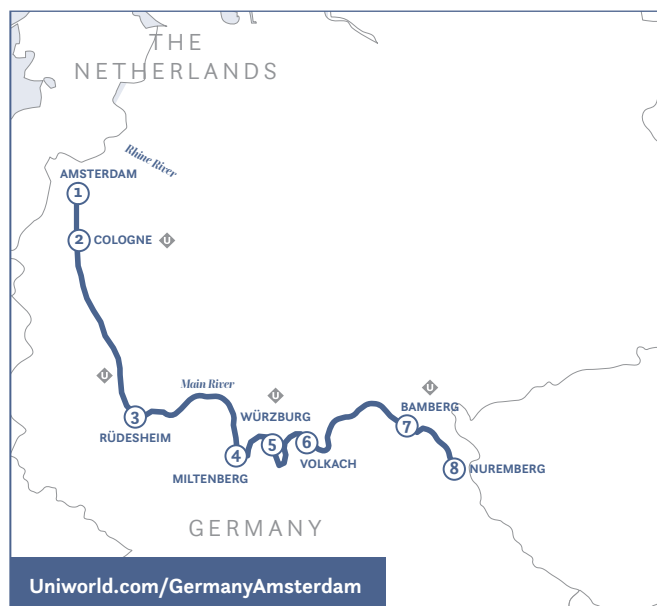 THE
NETHERLANDS
Rhine River
AMSTERDAM
1
2 COLOGNE U
U
Main River
U
U
3
RÜDESHEIM
WÜRZBURG
BAMBERG
4
MILTENBERG
5
6
VOLKACH
7
8 NUREMBERG
GERMANY
Uniworld.com/GermanyAmsterdam